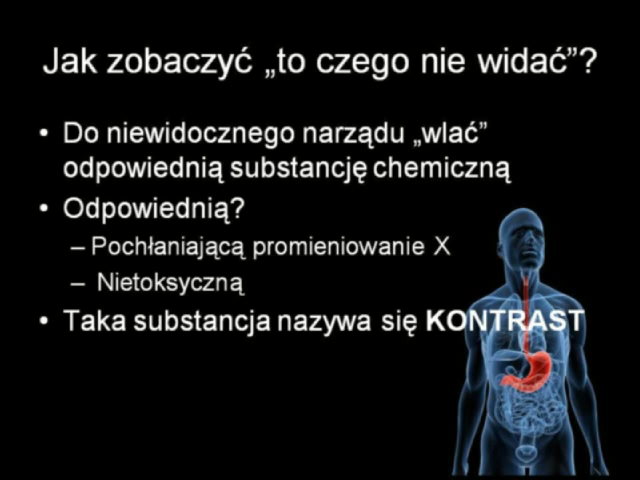 Jak zobaczyć „to czego nie widać”?
• Do niewidocznego narządu „wlać”
odpowiednią substancję chemiczną
• Odpowiednią?
– Pochłaniającą promieniowanie X
– Nietoksyczną
• Taka substancja nazywa się KONTRAST